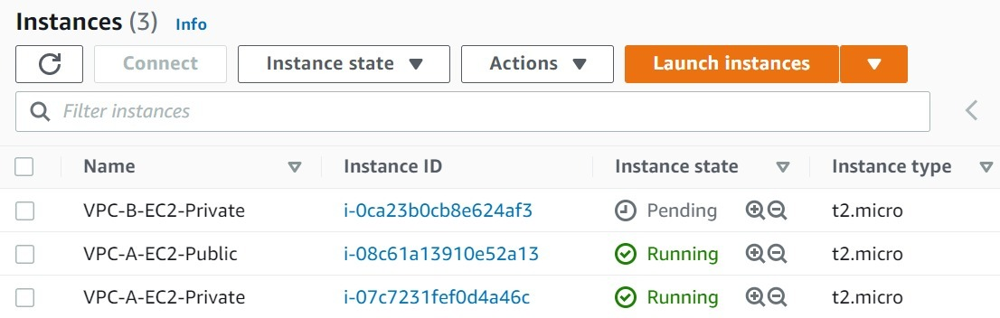 Instances (3) Info
Connect Instance state Actions Launch instances
Filter instances
Name Instance ID Instance state Instance type
VPC-B-EC2-Private i-0ca23b0cb8e624af3 Pending t2.micro
VPC-A-EC2-Public i-08c61a13910e52a13 Running t2.micro
VPC-A-EC2-Private i-07c7231fef0d4a46c Running t2.micro